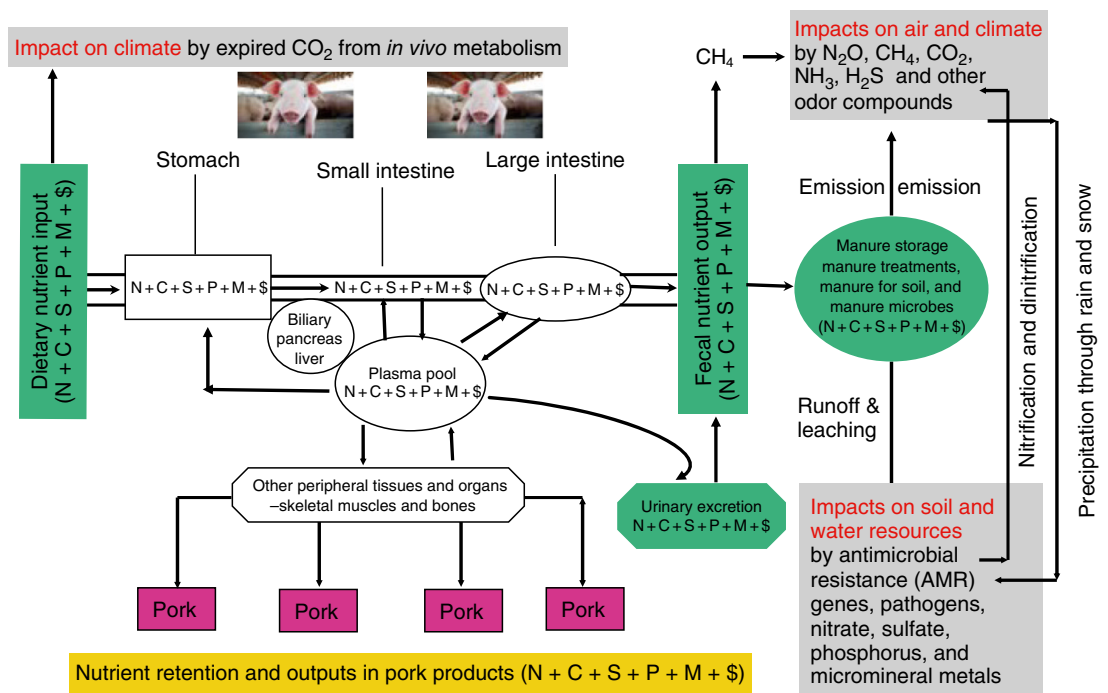 Impact on climate by expired CO₂ from in vivo metabolism
CH₄
Impacts on air and climate
by N₂O, CH₄, CO₂,
NH₃, H₂S and other
odor compounds
Stomach
Small intestine
Large intestine
Dietary nutrient input
(N + C + S + P + M + $)
N + C + S + P + M + $
N + C + S + P + M + $
N + C + S + P + M + $
Biliary
pancreas
liver
Plasma pool
N + C + S + P + M + $
Fecal nutrient output
(N + C + S + P + M + $)
Emission emission
Manure storage
manure treatments,
manure for soil, and
manure microbes
(N + C + S + P + M + $)
Runoff &
leaching
Nitrification and dinitrification
Precipitation through rain and snow
Other peripheral tissues and organs
–skeletal muscles and bones
Urinary excretion
N + C + S + P + M + $
Impacts on soil and
water resources
by antimicrobial
resistance (AMR)
genes, pathogens,
nitrate, sulfate,
phosphorus, and
micromineral metals
Pork
Pork
Pork
Pork
Nutrient retention and outputs in pork products (N + C + S + P + M + $)